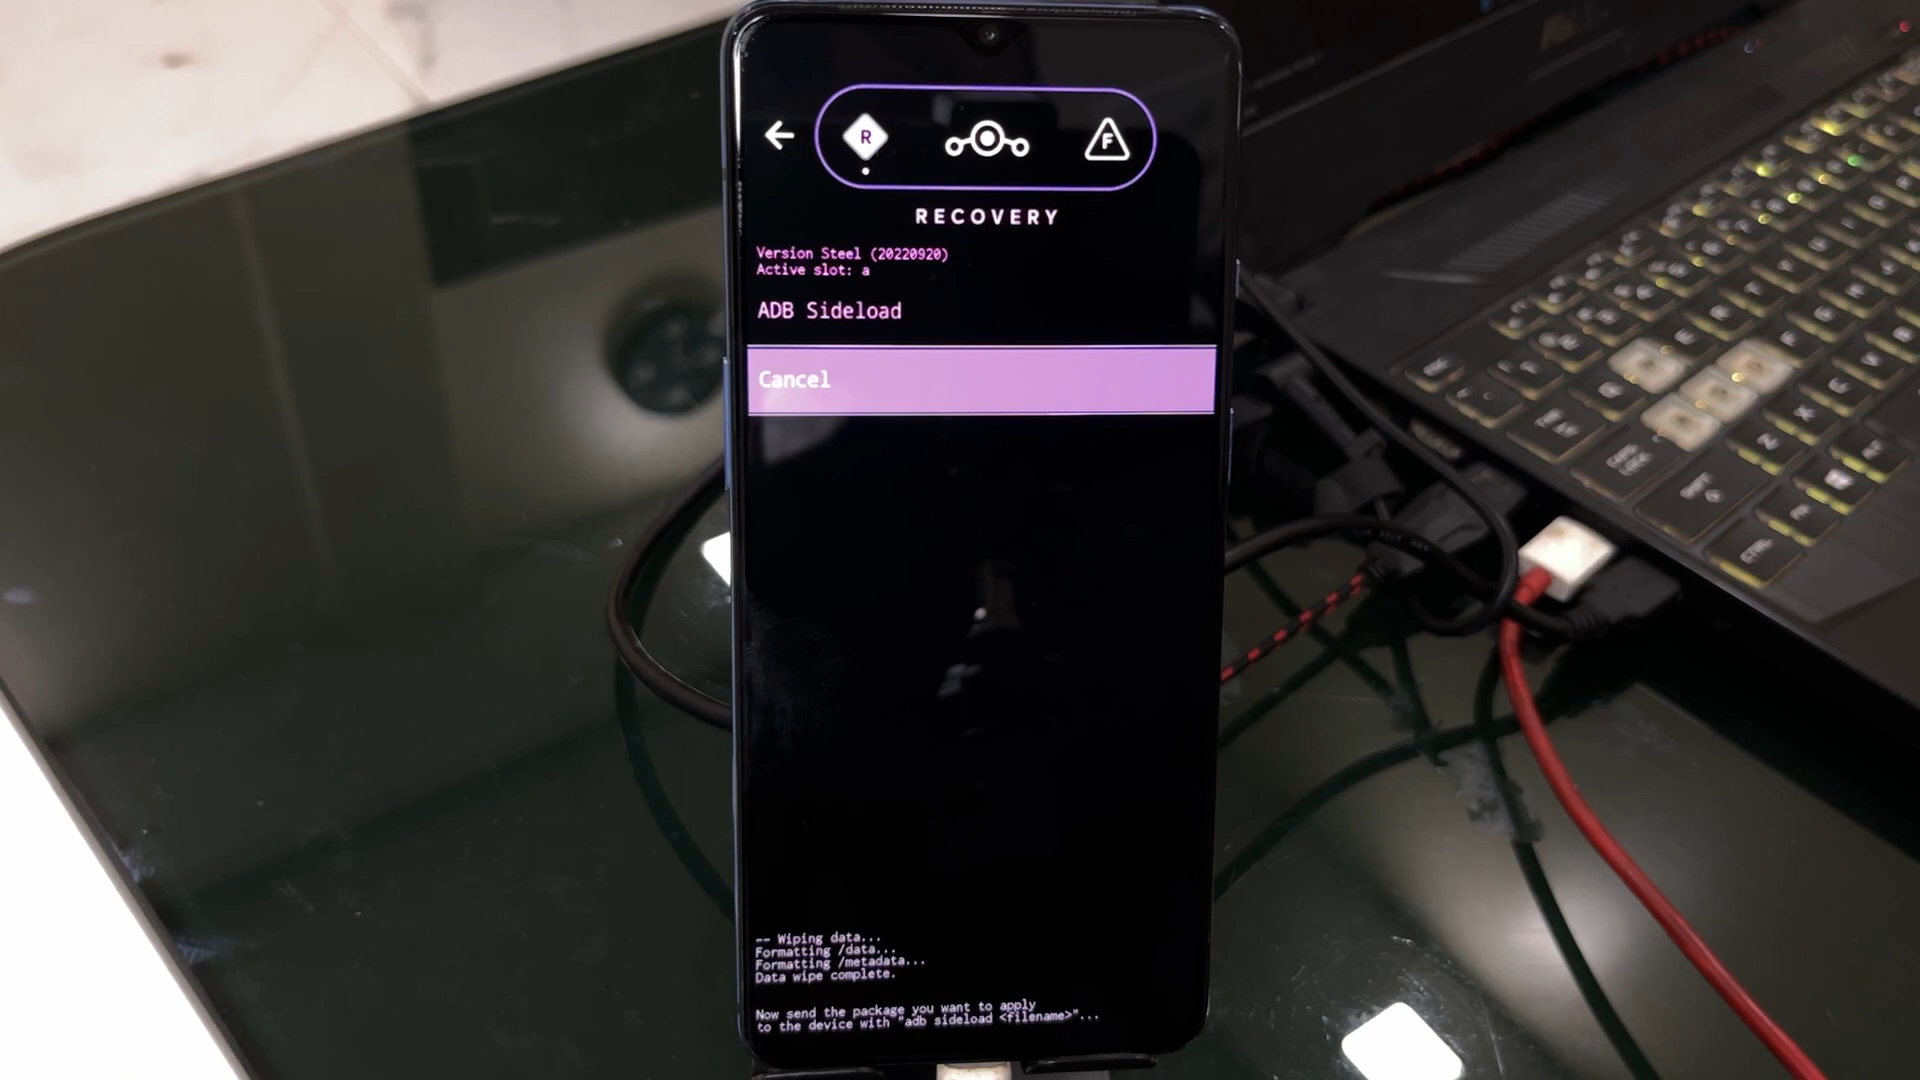 R
F
RECOVERY
Version Steel (20220920)
Active slot: a
ADB Sideload
Cancel
-- Wiping data...
Formatting /data...
Formatting /metadata...
Data wipe complete.
Now send the package you want to apply
to the device with "adb sideload <filename>"...